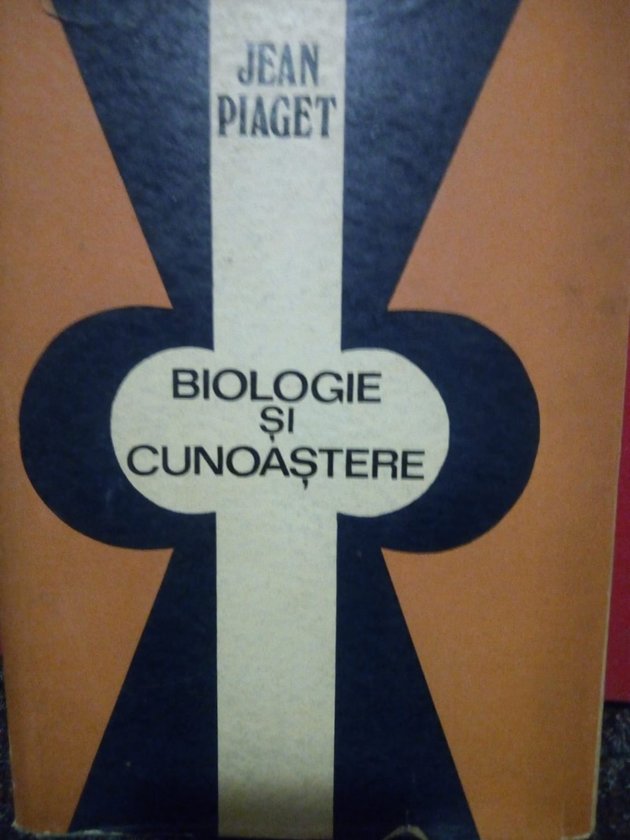 JEAN
PIAGET
BIOLOGIE
ȘI
CUNOAȘTERE